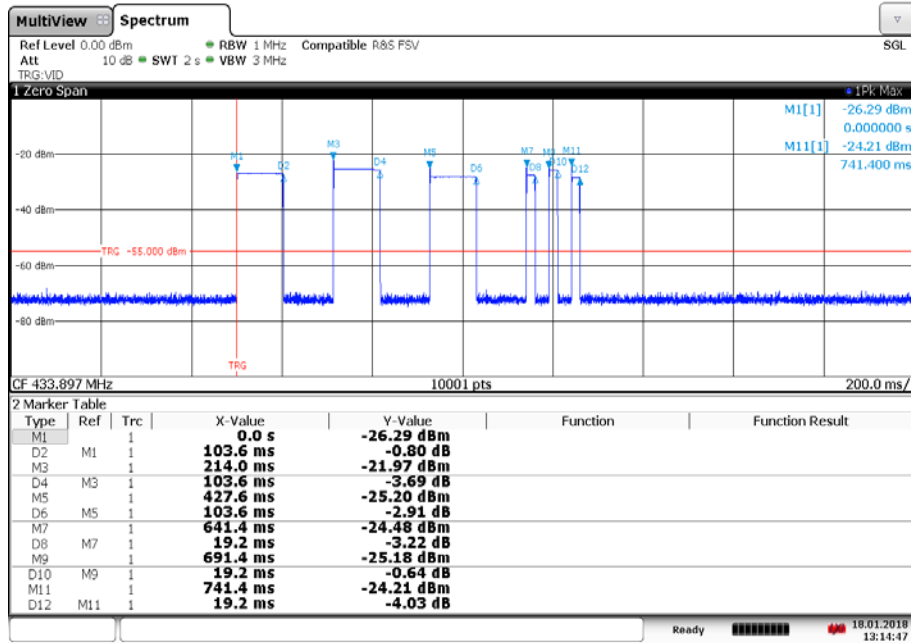 MultiView Spectrum
Ref Level 0.00 dBm RBW 1 MHz Compatible R&S FSV SGL
Att 10 dB SWT 2 s VBW 3 MHz
TRG:VID
1 Zero Span 1Pk Max
M1[1] -26.29 dBm
0.000000 s
M11[1] -24.21 dBm
741.400 ms
-20 dBm
M1 D2 M3 D4 M5 D6 M7 D8 M9 D10 M11 D12
-40 dBm
TRG -55.000 dBm
-60 dBm
-80 dBm
TRG
CF 433.897 MHz 10001 pts 200.0 ms/
2 Marker Table
Type Ref Trc X-Value Y-Value Function Function Result
M1 1 0.0 s -26.29 dBm
D2 M1 1 103.6 ms -0.80 dB
M3 1 214.0 ms -21.97 dBm
D4 M3 1 103.6 ms -3.69 dB
M5 1 427.6 ms -25.20 dBm
D6 M5 1 103.6 ms -2.91 dB
M7 1 641.4 ms -24.48 dBm
D8 M7 1 19.2 ms -3.22 dB
M9 1 691.4 ms -25.18 dBm
D10 M9 1 19.2 ms -0.64 dB
M11 1 741.4 ms -24.21 dBm
D12 M11 1 19.2 ms -4.03 dB
Ready 18.01.2018
13:14:47